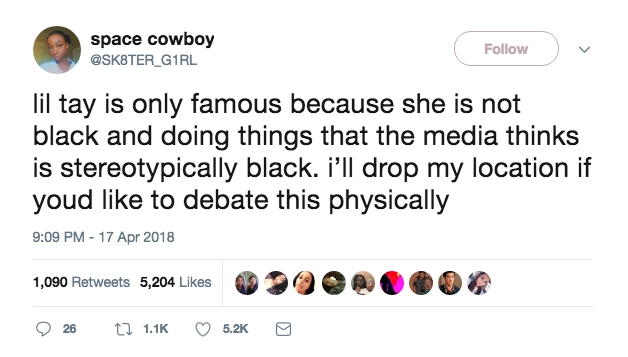 space cowboy
@SK8TER_G1RL
Follow
lil tay is only famous because she is not
black and doing things that the media thinks
is stereotypically black. i'll drop my location if
youd like to debate this physically
9:09 PM - 17 Apr 2018
1,090 Retweets 5,204 Likes
26 1.1K 5.2K